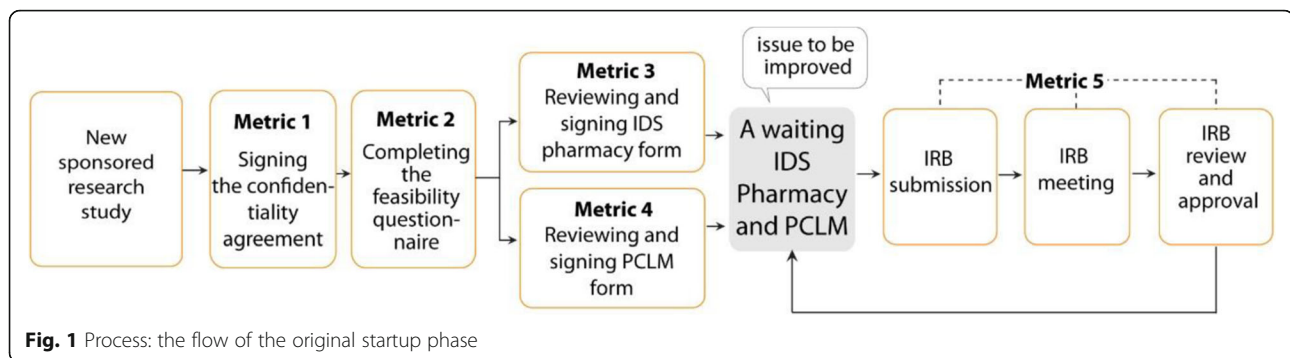 New
sponsored
research
study
Metric 1
Signing
the confiden-
tiality
agreement
Metric 2
Completing
the
feasibility
question-
naire
Metric 3
Reviewing and
signing IDS
pharmacy form
Metric 4
Reviewing and
signing PCLM
form
issue to be
improved
A waiting
IDS
Pharmacy
and PCLM
Metric 5
IRB
submission
IRB
meeting
IRB
review
and
approval
Fig. 1 Process: the flow of the original startup phase